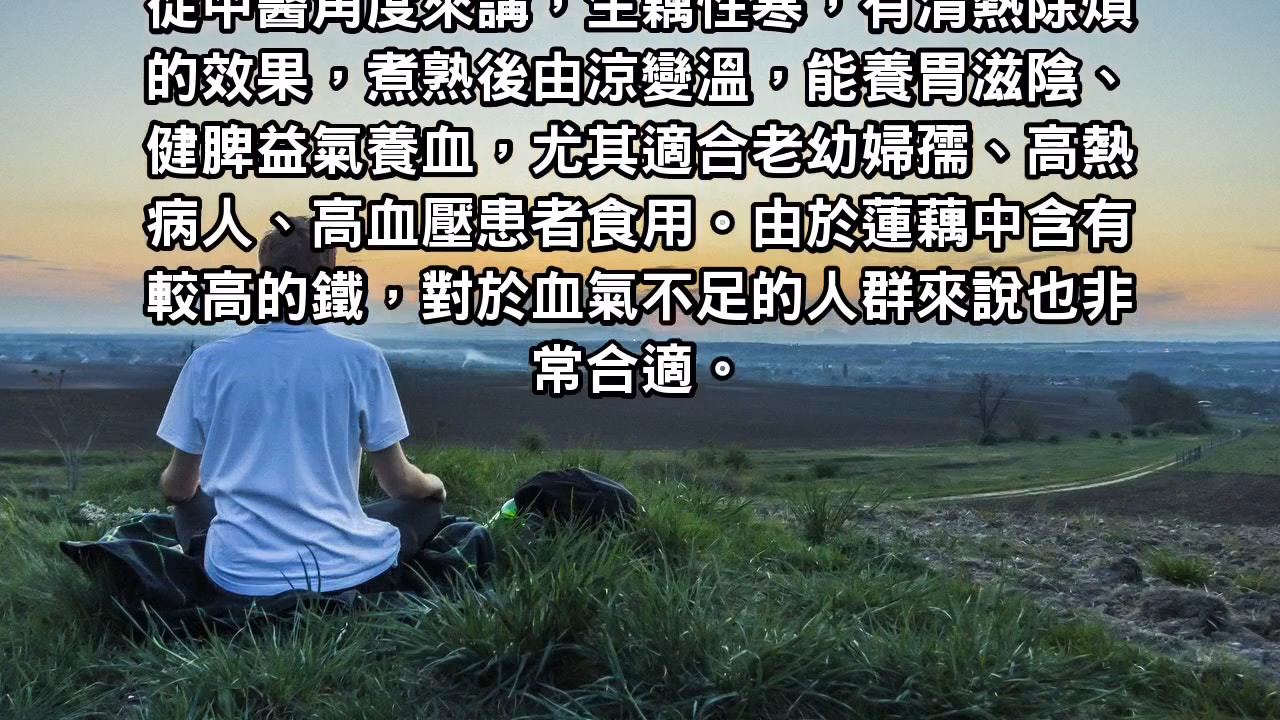 從中醫角度來講，生藕性寒，有清熱除煩
的效果，煮熟後由涼變溫，能養胃滋陰、
健脾益氣養血，尤其適合老幼婦孺、高熱
病人、高血壓患者食用。由於蓮藕中含有
較高的鐵，對於血氣不足的人群來說也非
常合適。